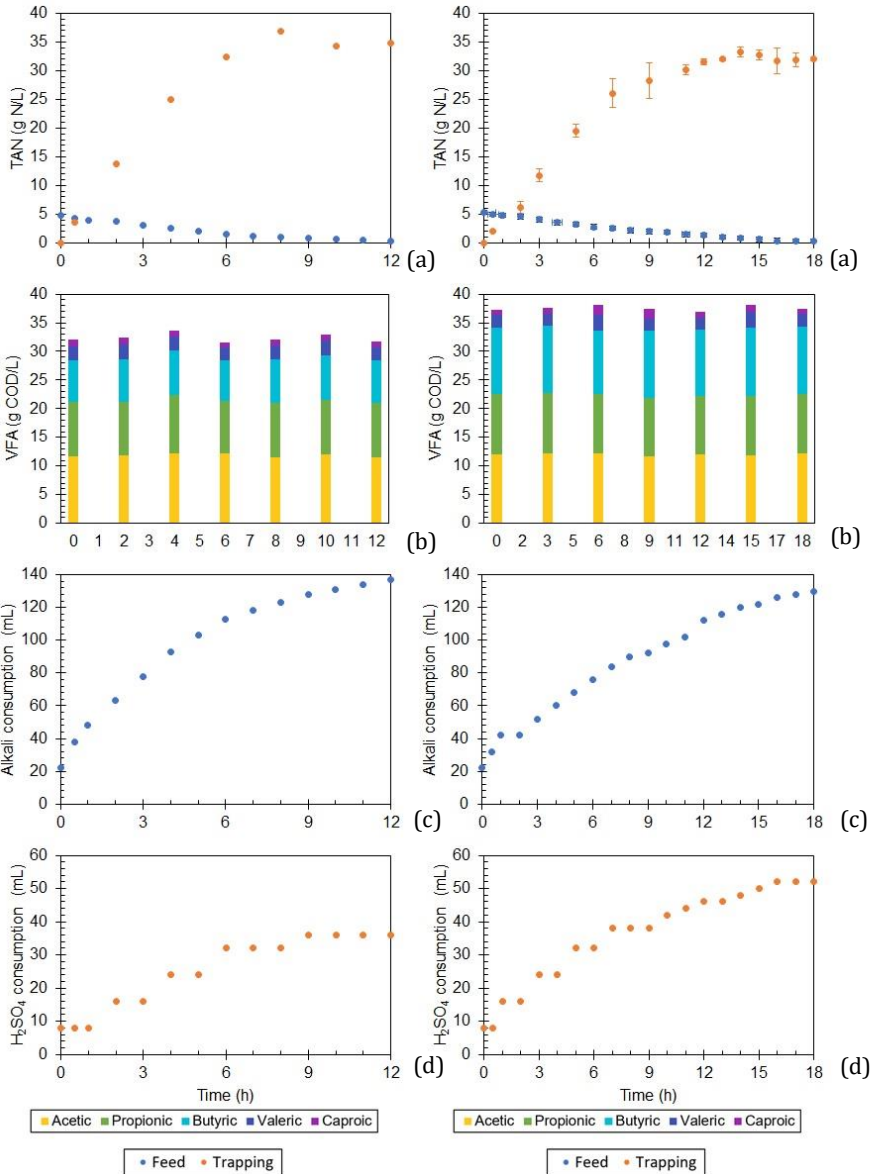 40
35
30
25
20
15
10
5
0
TAN (g N/L)
0 3 6 9 12
(a)
40
35
30
25
20
15
10
5
0
TAN (g N/L)
0 3 6 9 12 15 18
(a)
40
35
30
25
20
15
10
5
0
VFA (g COD/L)
0 1 2 3 4 5 6 7 8 9 10 11 12
(b)
40
35
30
25
20
15
10
5
0
VFA (g COD/L)
0 2 3 5 6 8 9 11 12 14 15 17 18
(b)
140
120
100
80
60
40
20
0
Alkali consumption (mL)
0 3 6 9 12
(c)
140
120
100
80
60
40
20
0
Alkali consumption (mL)
0 3 6 9 12 15 18
(c)
60
50
40
30
20
10
0
H₂SO₄ consumption (mL)
0 3 6 9 12
Time (h)
(d)
60
50
40
30
20
10
0
H₂SO₄ consumption (mL)
0 3 6 9 12 15 18
Time (h)
(d)
Acetic Propionic Butyric Valeric Caproic
Acetic Propionic Butyric Valeric Caproic
Feed Trapping
Feed Trapping